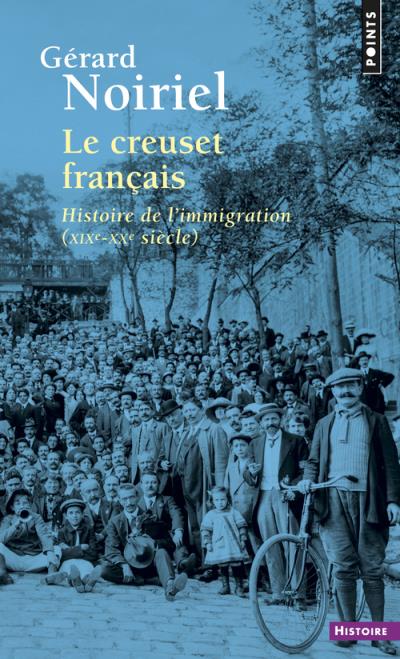 POINTS
Gérard
Noiriel
Le creuset
français
Histoire de l'immigration
(XIXe-XXe siècle)
Histoire